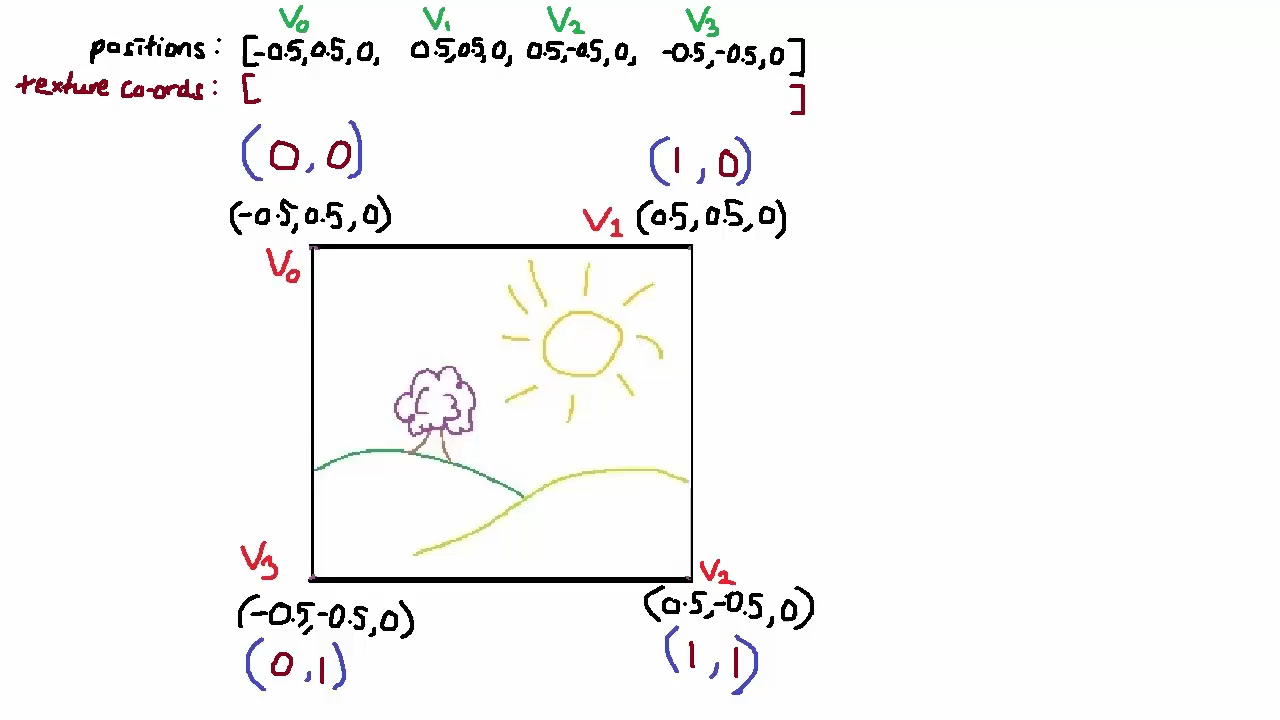 V0 V1 V2 V3
positions: [-0.5,0.5,0, 0.5,0.5,0, 0.5,-0.5,0, -0.5,-0.5,0]
texture co-ords: [ ]
(0,0) (1,0)
(-0.5,0.5,0) V1 (0.5,0.5,0)
V0
V3 V2
(-0.5,-0.5,0) (0.5,-0.5,0)
(0,1) (1,1)